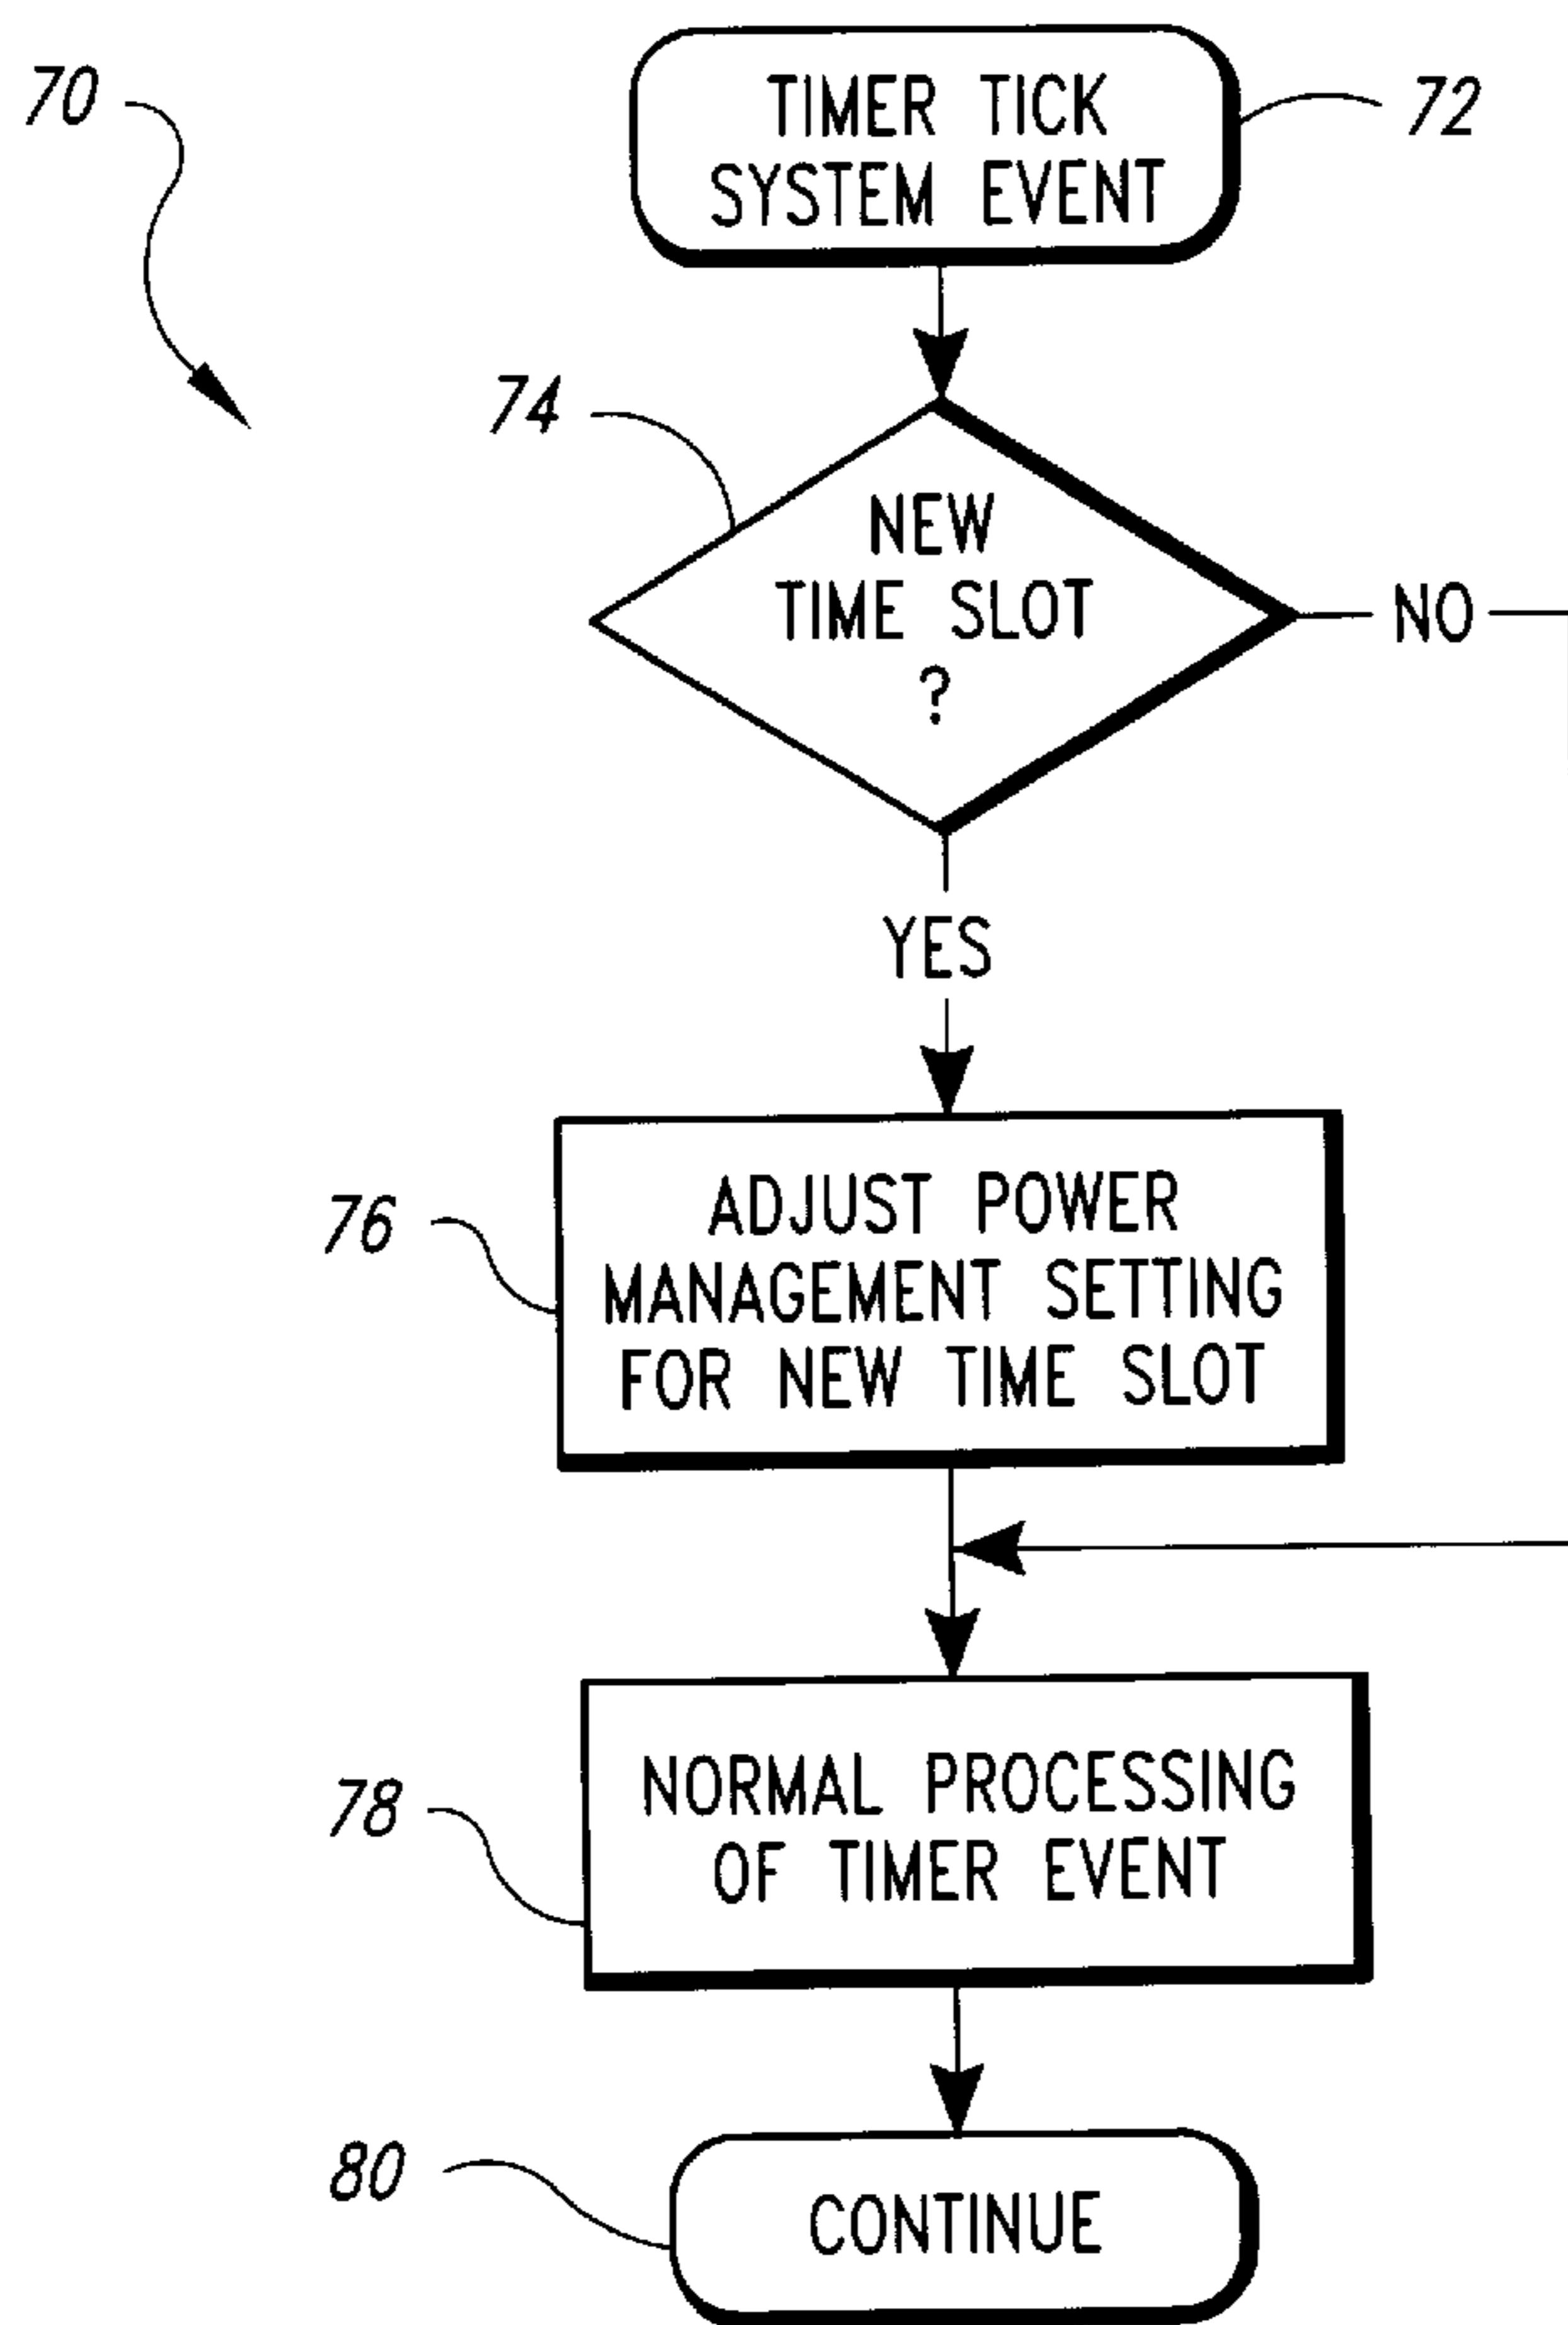 70
TIMER TICK
SYSTEM EVENT
72
74
NEW
TIME SLOT
?
NO
YES
76
ADJUST POWER
MANAGEMENT SETTING
FOR NEW TIME SLOT
78
NORMAL PROCESSING
OF TIMER EVENT
80
CONTINUE